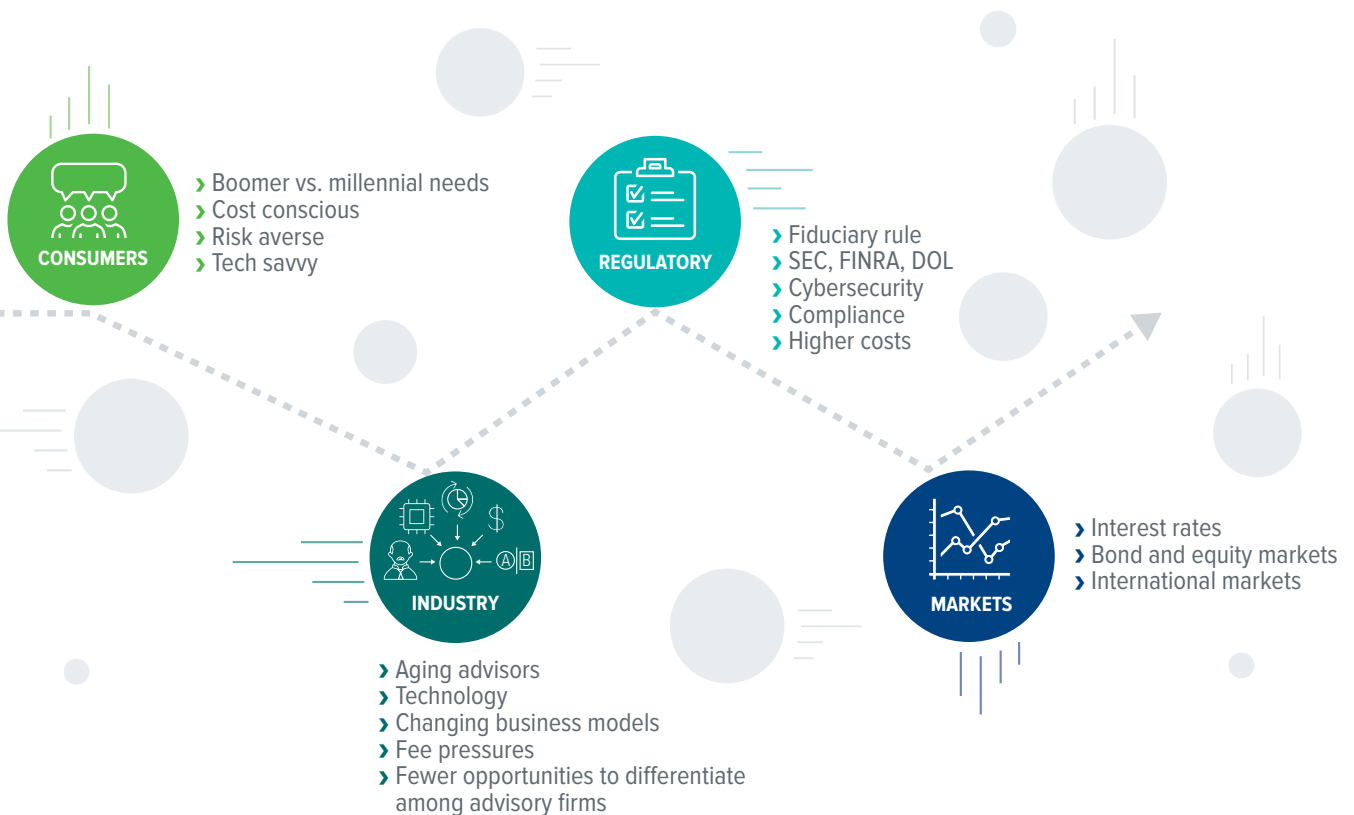 CONSUMERS
› Boomer vs. millennial needs
› Cost conscious
› Risk averse
› Tech savvy
REGULATORY
› Fiduciary rule
› SEC, FINRA, DOL
› Cybersecurity
› Compliance
› Higher costs
A B
INDUSTRY
› Aging advisors
› Technology
› Changing business models
› Fee pressures
› Fewer opportunities to differentiate
among advisory firms
$
MARKETS
› Interest rates
› Bond and equity markets
› International markets